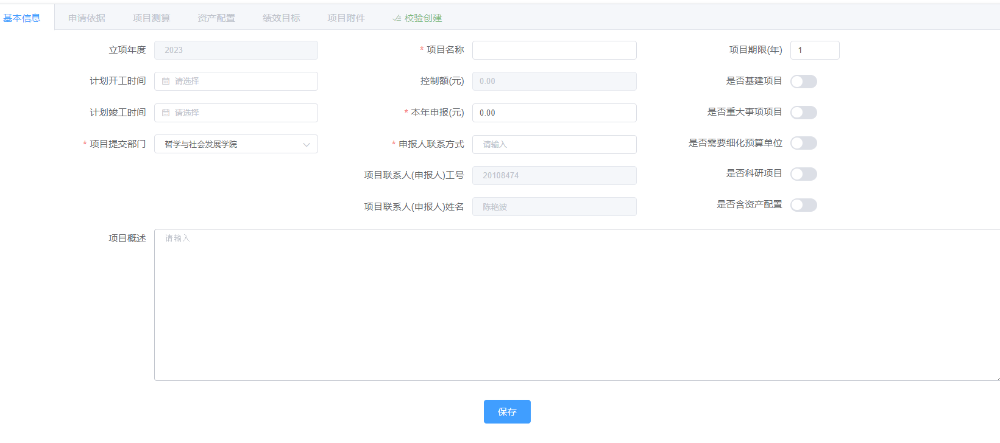 基本信息 申请依据 项目测算 资产配置 绩效目标 项目附件 校验创建
立项年度 2023 * 项目名称 项目期限(年) 1
计划开工时间 请选择 控制额(元) 0.00 是否基建项目
计划竣工时间 请选择 * 本年申报(元) 0.00 是否重大事项项目
* 项目提交部门 哲学与社会发展学院 * 申报人联系方式 请输入 是否需要细化预算单位
项目联系人(申报人)工号 20108474 是否科研项目
项目联系人(申报人)姓名 陈艳波 是否含资产配置
项目概述 请输入
保存